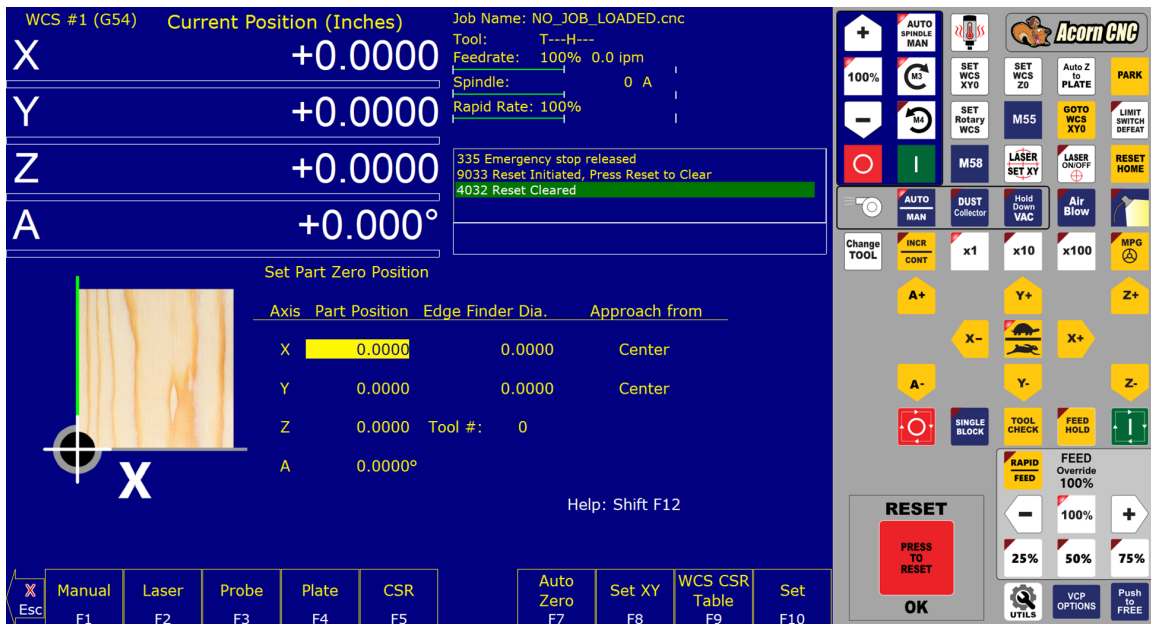 WCS #1 (G54) Current Position (Inches)
X +0.0000
Y +0.0000
Z +0.0000
A +0.000°
Job Name: NO_JOB_LOADED.cnc
Tool: T---H---
Feedrate: 100% 0.0 ipm
Spindle: 0 A
Rapid Rate: 100%
335 Emergency stop released
9033 Reset Initiated, Press Reset to Clear
4032 Reset Cleared
Set Part Zero Position
Axis Part Position Edge Finder Dia. Approach from
X 0.0000 0.0000 Center
Y 0.0000 0.0000 Center
Z 0.0000 Tool #: 0
A 0.0000°
X
Help: Shift F12
X
Esc
Manual
F1
Laser
F2
Probe
F3
Plate
F4
CSR
F5
Auto
Zero
F7
Set XY
F8
WCS CSR
Table
F9
Set
F10
+
AUTO
SPINDLE
MAN
Acorn CNC
100%
M3
SET
WCS
XY0
SET
WCS
Z0
Auto Z
to
PLATE
PARK
−
M4
SET
Rotary
WCS
M55
GOTO
WCS
XY0
LIMIT
SWITCH
DEFEAT
M58
LASER
SET XY
LASER
ON/OFF
RESET
HOME
AUTO
MAN
DUST
Collector
Hold
Down
VAC
Air
Blow
Change
TOOL
INCR
CONT
x1
x10
x100
MPG
A+
Y+
Z+
X-
X+
A-
Y-
Z-
SINGLE
BLOCK
TOOL
CHECK
FEED
HOLD
RAPID
FEED
FEED
Override
100%
−
100%
+
25%
50%
75%
RESET
PRESS
TO
RESET
OK
UTILS
VCP
OPTIONS
Push
to
FREE